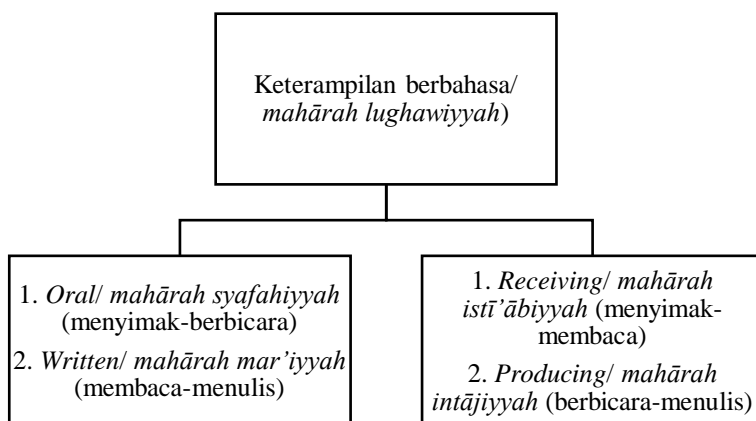 Keterampilan berbahasa/
mahārah lughawiyyah)
1. Oral/ mahārah syafahiyyah
(menyimak-berbicara)
2. Written/ mahārah mar’iyyah
(membaca-menulis)
1. Receiving/ mahārah
istī’ābiyyah (menyimak-
membaca)
2. Producing/ mahārah
intājiyyah (berbicara-menulis)